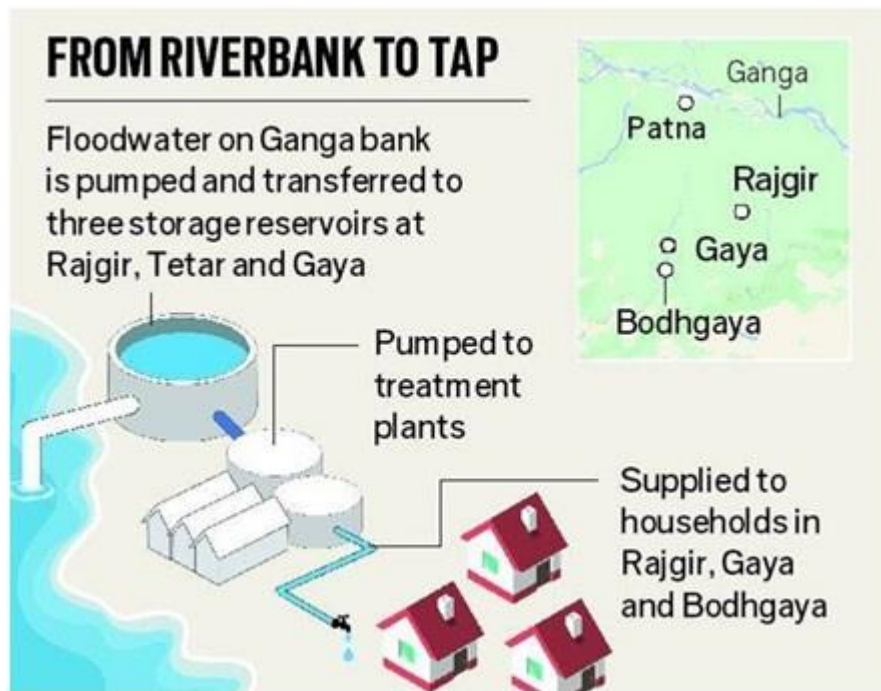 FROM RIVERBANK TO TAP
Floodwater on Ganga bank
is pumped and transferred to
three storage reservoirs at
Rajgir, Tetar and Gaya
Ganga
Patna
Rajgir
Gaya
Bodhgaya
Pumped to
treatment
plants
Supplied to
households in
Rajgir, Gaya
and Bodhgaya